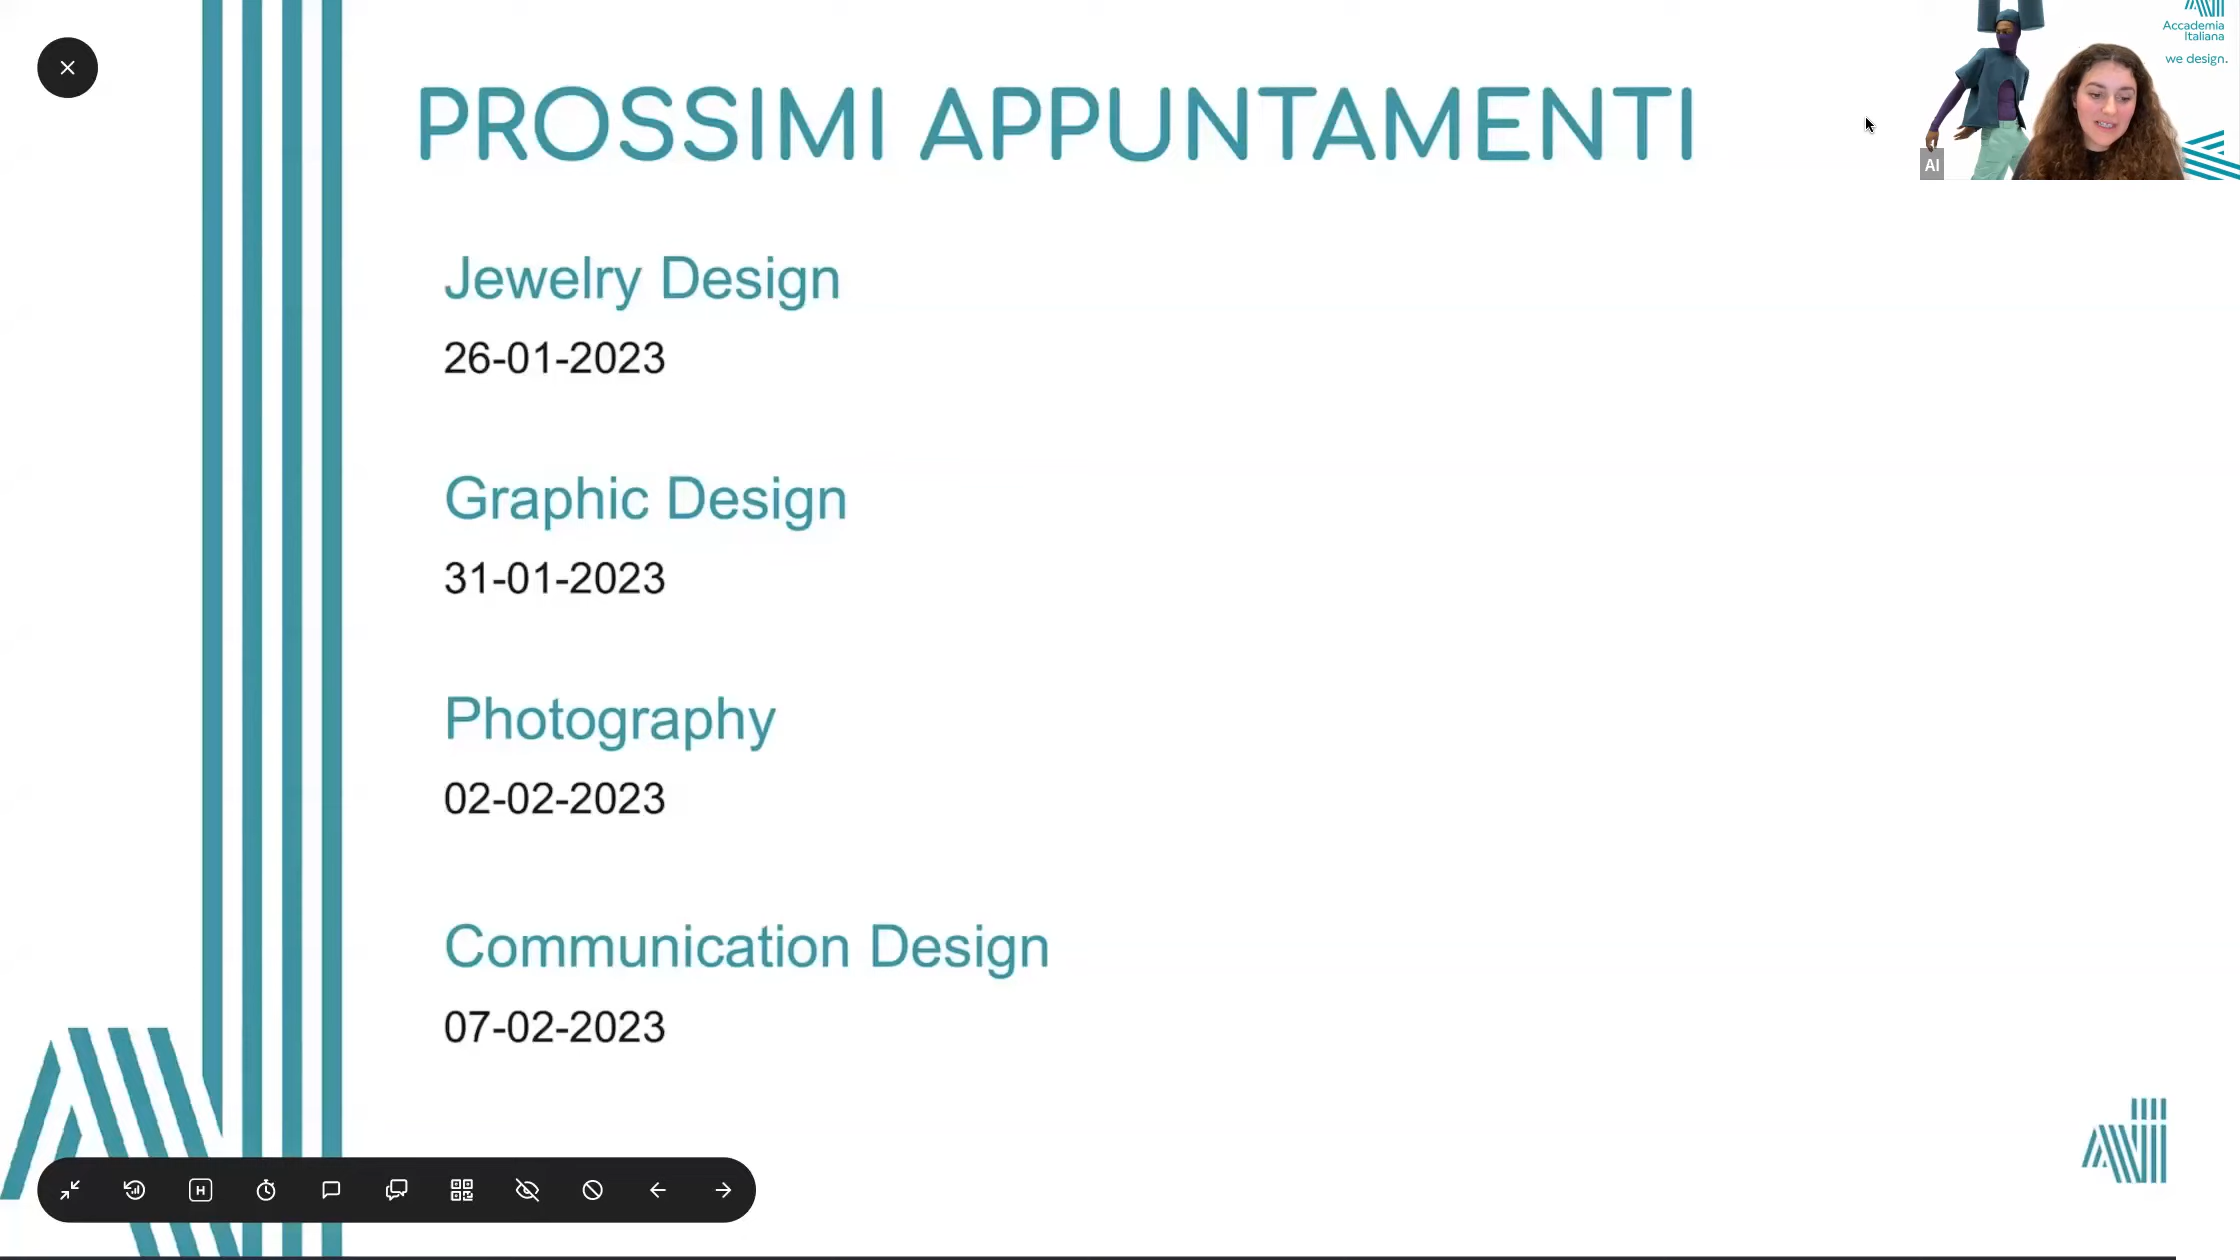 PROSSIMI APPUNTAMENTI
Accademia
Italiana
we design.
AI
Jewelry Design
26-01-2023
Graphic Design
31-01-2023
Photography
02-02-2023
Communication Design
07-02-2023
H